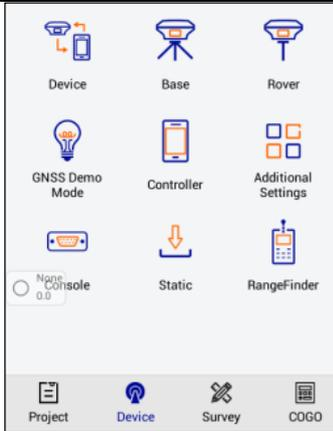 Device Base Rover
GNSS Demo Mode
Controller
Additional Settings
None
0.0
Console
Static
RangeFinder
Project Device Survey COGO